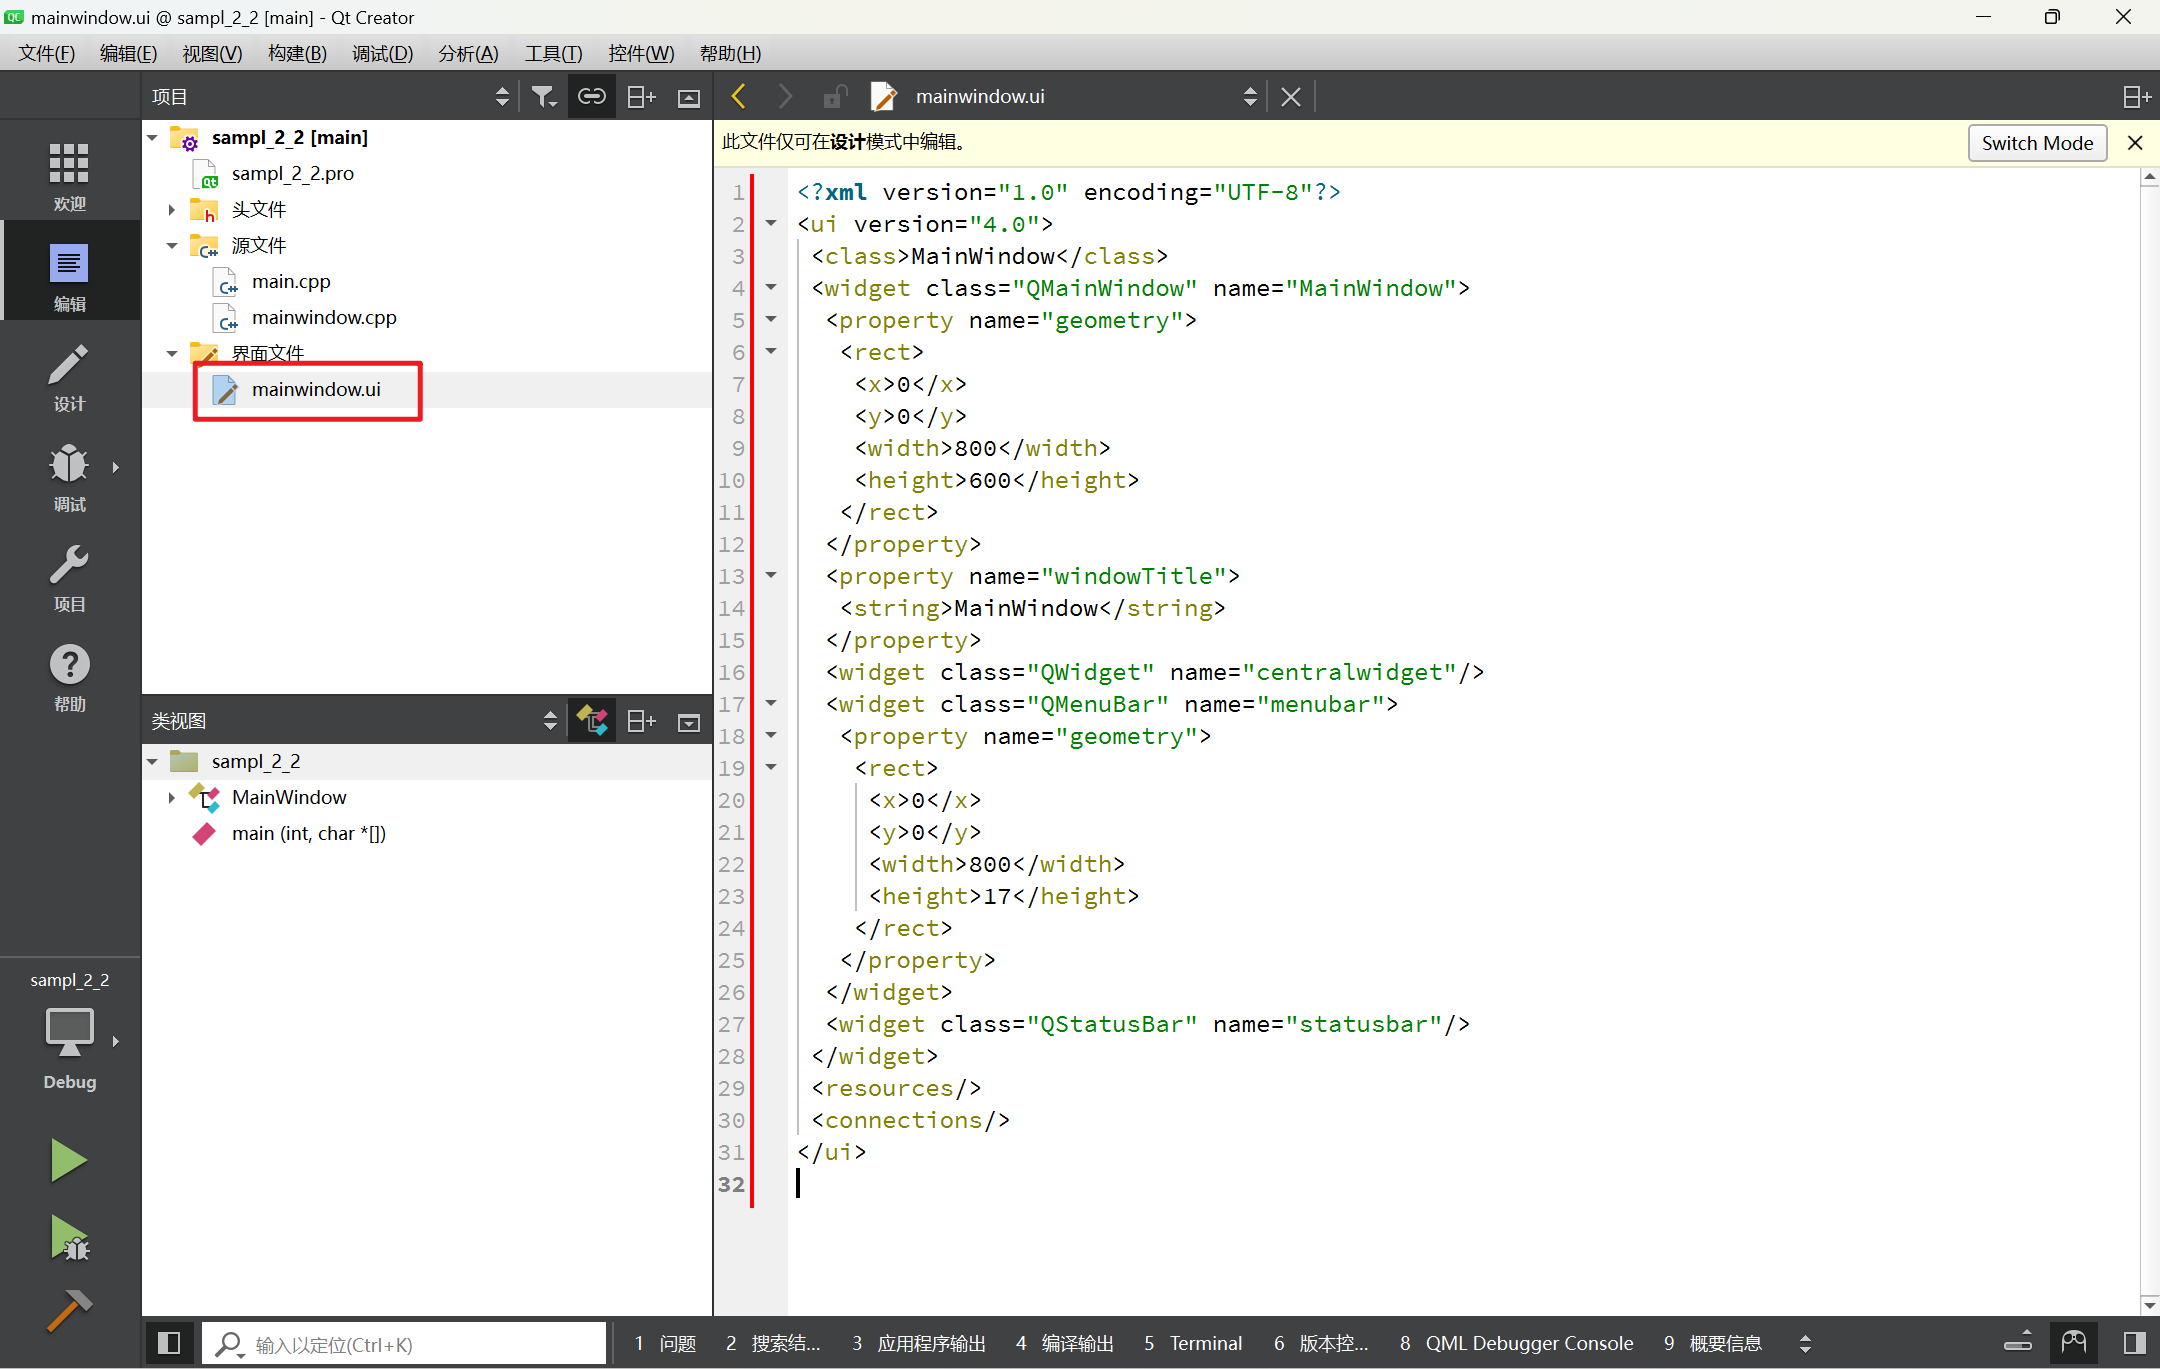 mainwindow.ui @ sampl_2_2 [main] - Qt Creator
文件(F) 编辑(E) 视图(V) 构建(B) 调试(D) 分析(A) 工具(T) 控件(W) 帮助(H)
项目
mainwindow.ui
欢迎
编辑
设计
调试
项目
帮助
sampl_2_2 [main]
sampl_2_2.pro
头文件
源文件
main.cpp
mainwindow.cpp
界面文件
mainwindow.ui
类视图
sampl_2_2
MainWindow
main (int, char *[])
此文件仅可在设计模式中编辑。 Switch Mode
1 <?xml version="1.0" encoding="UTF-8"?>
2 <ui version="4.0">
3 <class>MainWindow</class>
4 <widget class="QMainWindow" name="MainWindow">
5 <property name="geometry">
6 <rect>
7 <x>0</x>
8 <y>0</y>
9 <width>800</width>
10 <height>600</height>
11 </rect>
12 </property>
13 <property name="windowTitle">
14 <string>MainWindow</string>
15 </property>
16 <widget class="QWidget" name="centralwidget"/>
17 <widget class="QMenuBar" name="menubar">
18 <property name="geometry">
19 <rect>
20 <x>0</x>
21 <y>0</y>
22 <width>800</width>
23 <height>17</height>
24 </rect>
25 </property>
26 </widget>
27 <widget class="QStatusBar" name="statusbar"/>
28 </widget>
29 <resources/>
30 <connections/>
31 </ui>
32
sampl_2_2
Debug
输入以定位(Ctrl+K) 1 问题 2 搜索结... 3 应用程序输出 4 编译输出 5 Terminal 6 版本控... 8 QML Debugger Console 9 概要信息